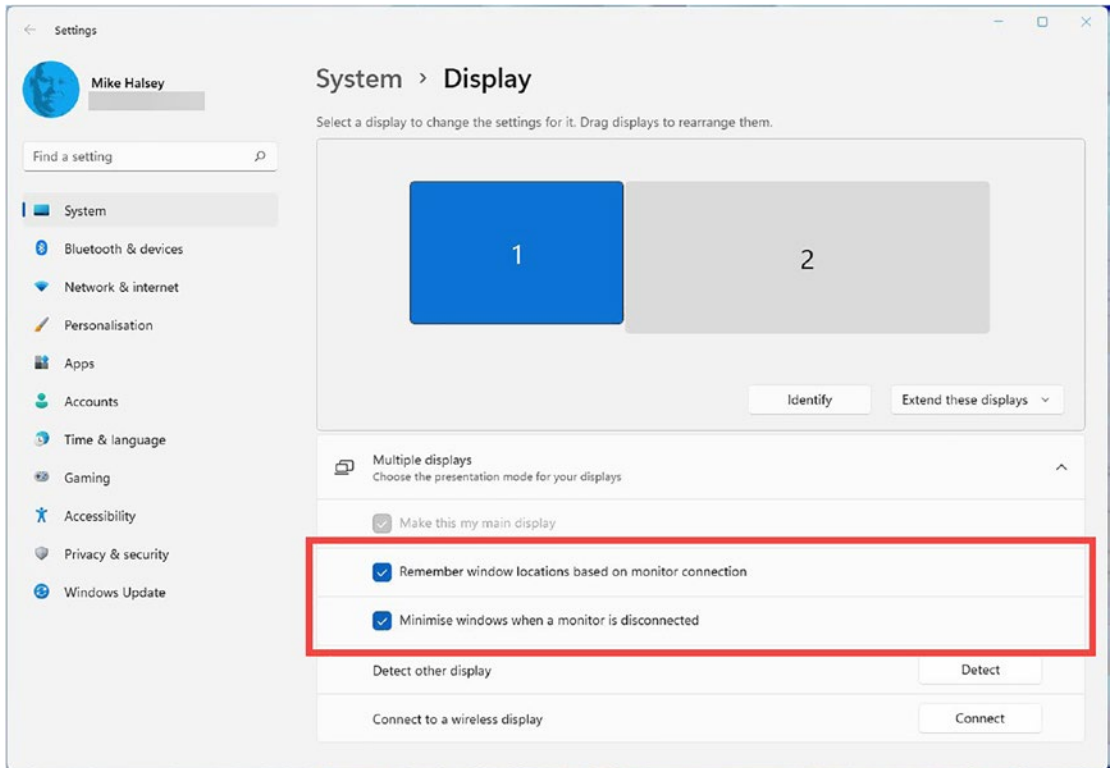 Settings
Mike Halsey
Find a setting
System
Bluetooth & devices
Network & internet
Personalisation
Apps
Accounts
Time & language
Gaming
Accessibility
Privacy & security
Windows Update
System > Display
Select a display to change the settings for it. Drag displays to rearrange them.
1
2
Identify
Extend these displays
Multiple displays
Choose the presentation mode for your displays
Make this my main display
Remember window locations based on monitor connection
Minimise windows when a monitor is disconnected
Detect other display
Detect
Connect to a wireless display
Connect